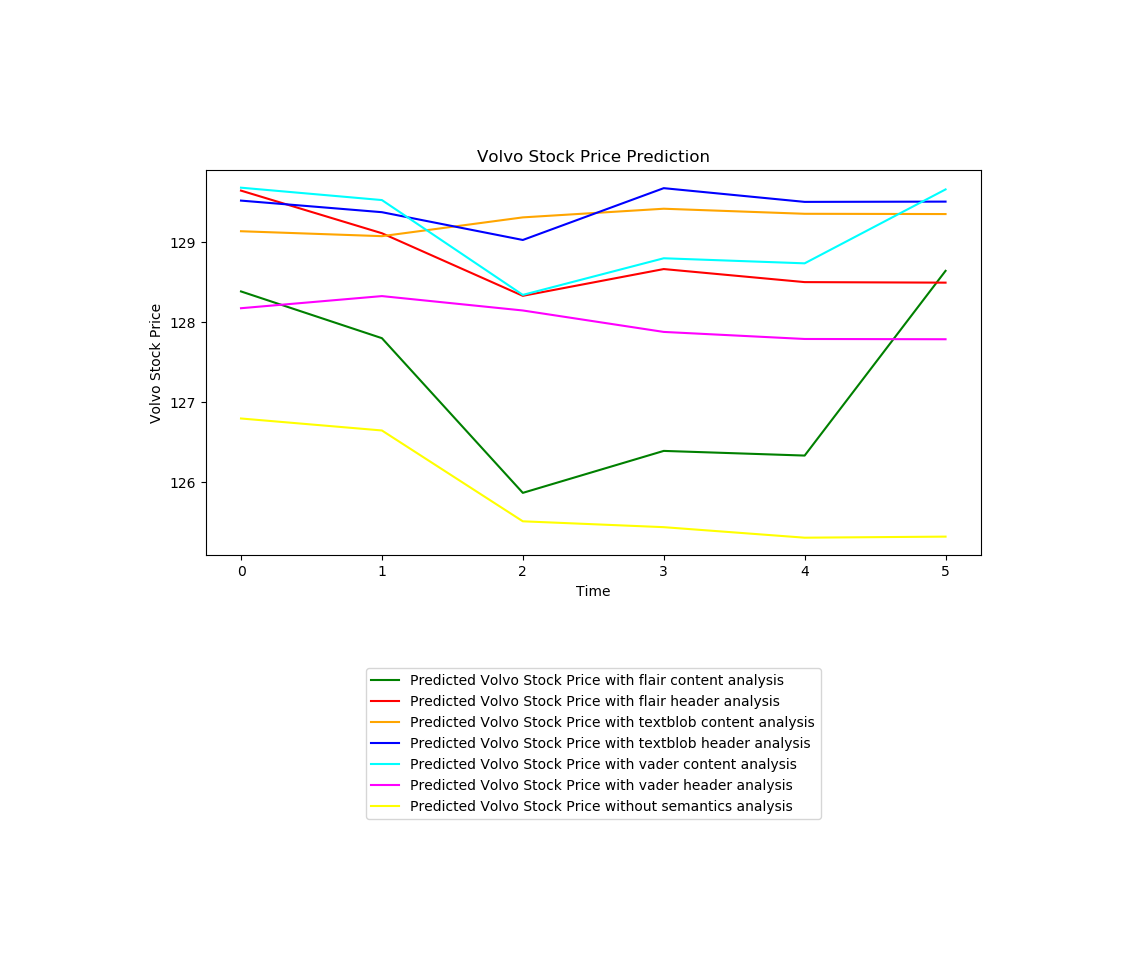 Volvo Stock Price Prediction
Volvo Stock Price
129
128
127
126
0 1 2 3 4 5
Time
Predicted Volvo Stock Price with flair content analysis
Predicted Volvo Stock Price with flair header analysis
Predicted Volvo Stock Price with textblob content analysis
Predicted Volvo Stock Price with textblob header analysis
Predicted Volvo Stock Price with vader content analysis
Predicted Volvo Stock Price with vader header analysis
Predicted Volvo Stock Price without semantics analysis